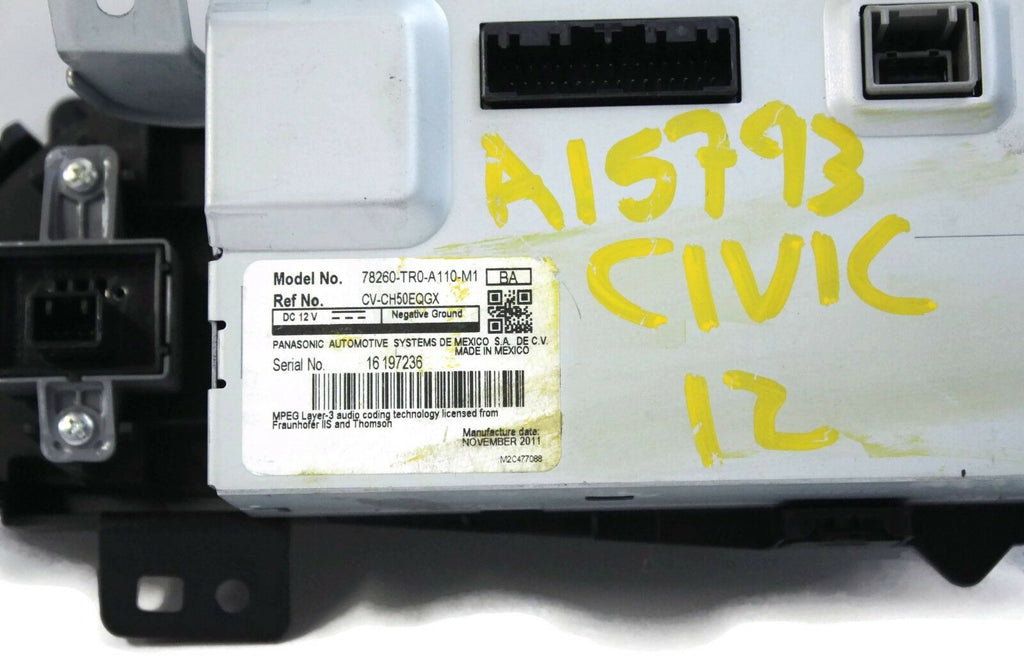 A15793
CIVIC
12
Model No. 78260-TR0-A110-M1 BA
Ref No. CV-CH50EQGX
DC 12 V Negative Ground
PANASONIC AUTOMOTIVE SYSTEMS DE MEXICO S.A. DE C.V.
MADE IN MEXICO
Serial No. 16197236
MPEG Layer-3 audio coding technology licensed from
Fraunhofer IIS and Thomson
Manufacture date:
NOVEMBER 2011
M2C477088